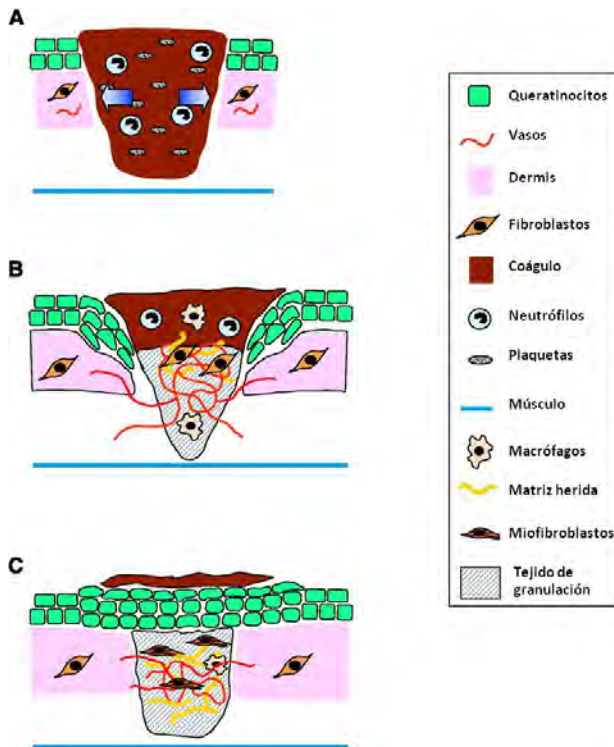 A
B
C
Queratinocitos
Vasos
Dermis
Fibroblastos
Coágulo
Neutrófilos
Plaquetas
Músculo
Macrófagos
Matriz herida
Miofibroblastos
Tejido de
granulación